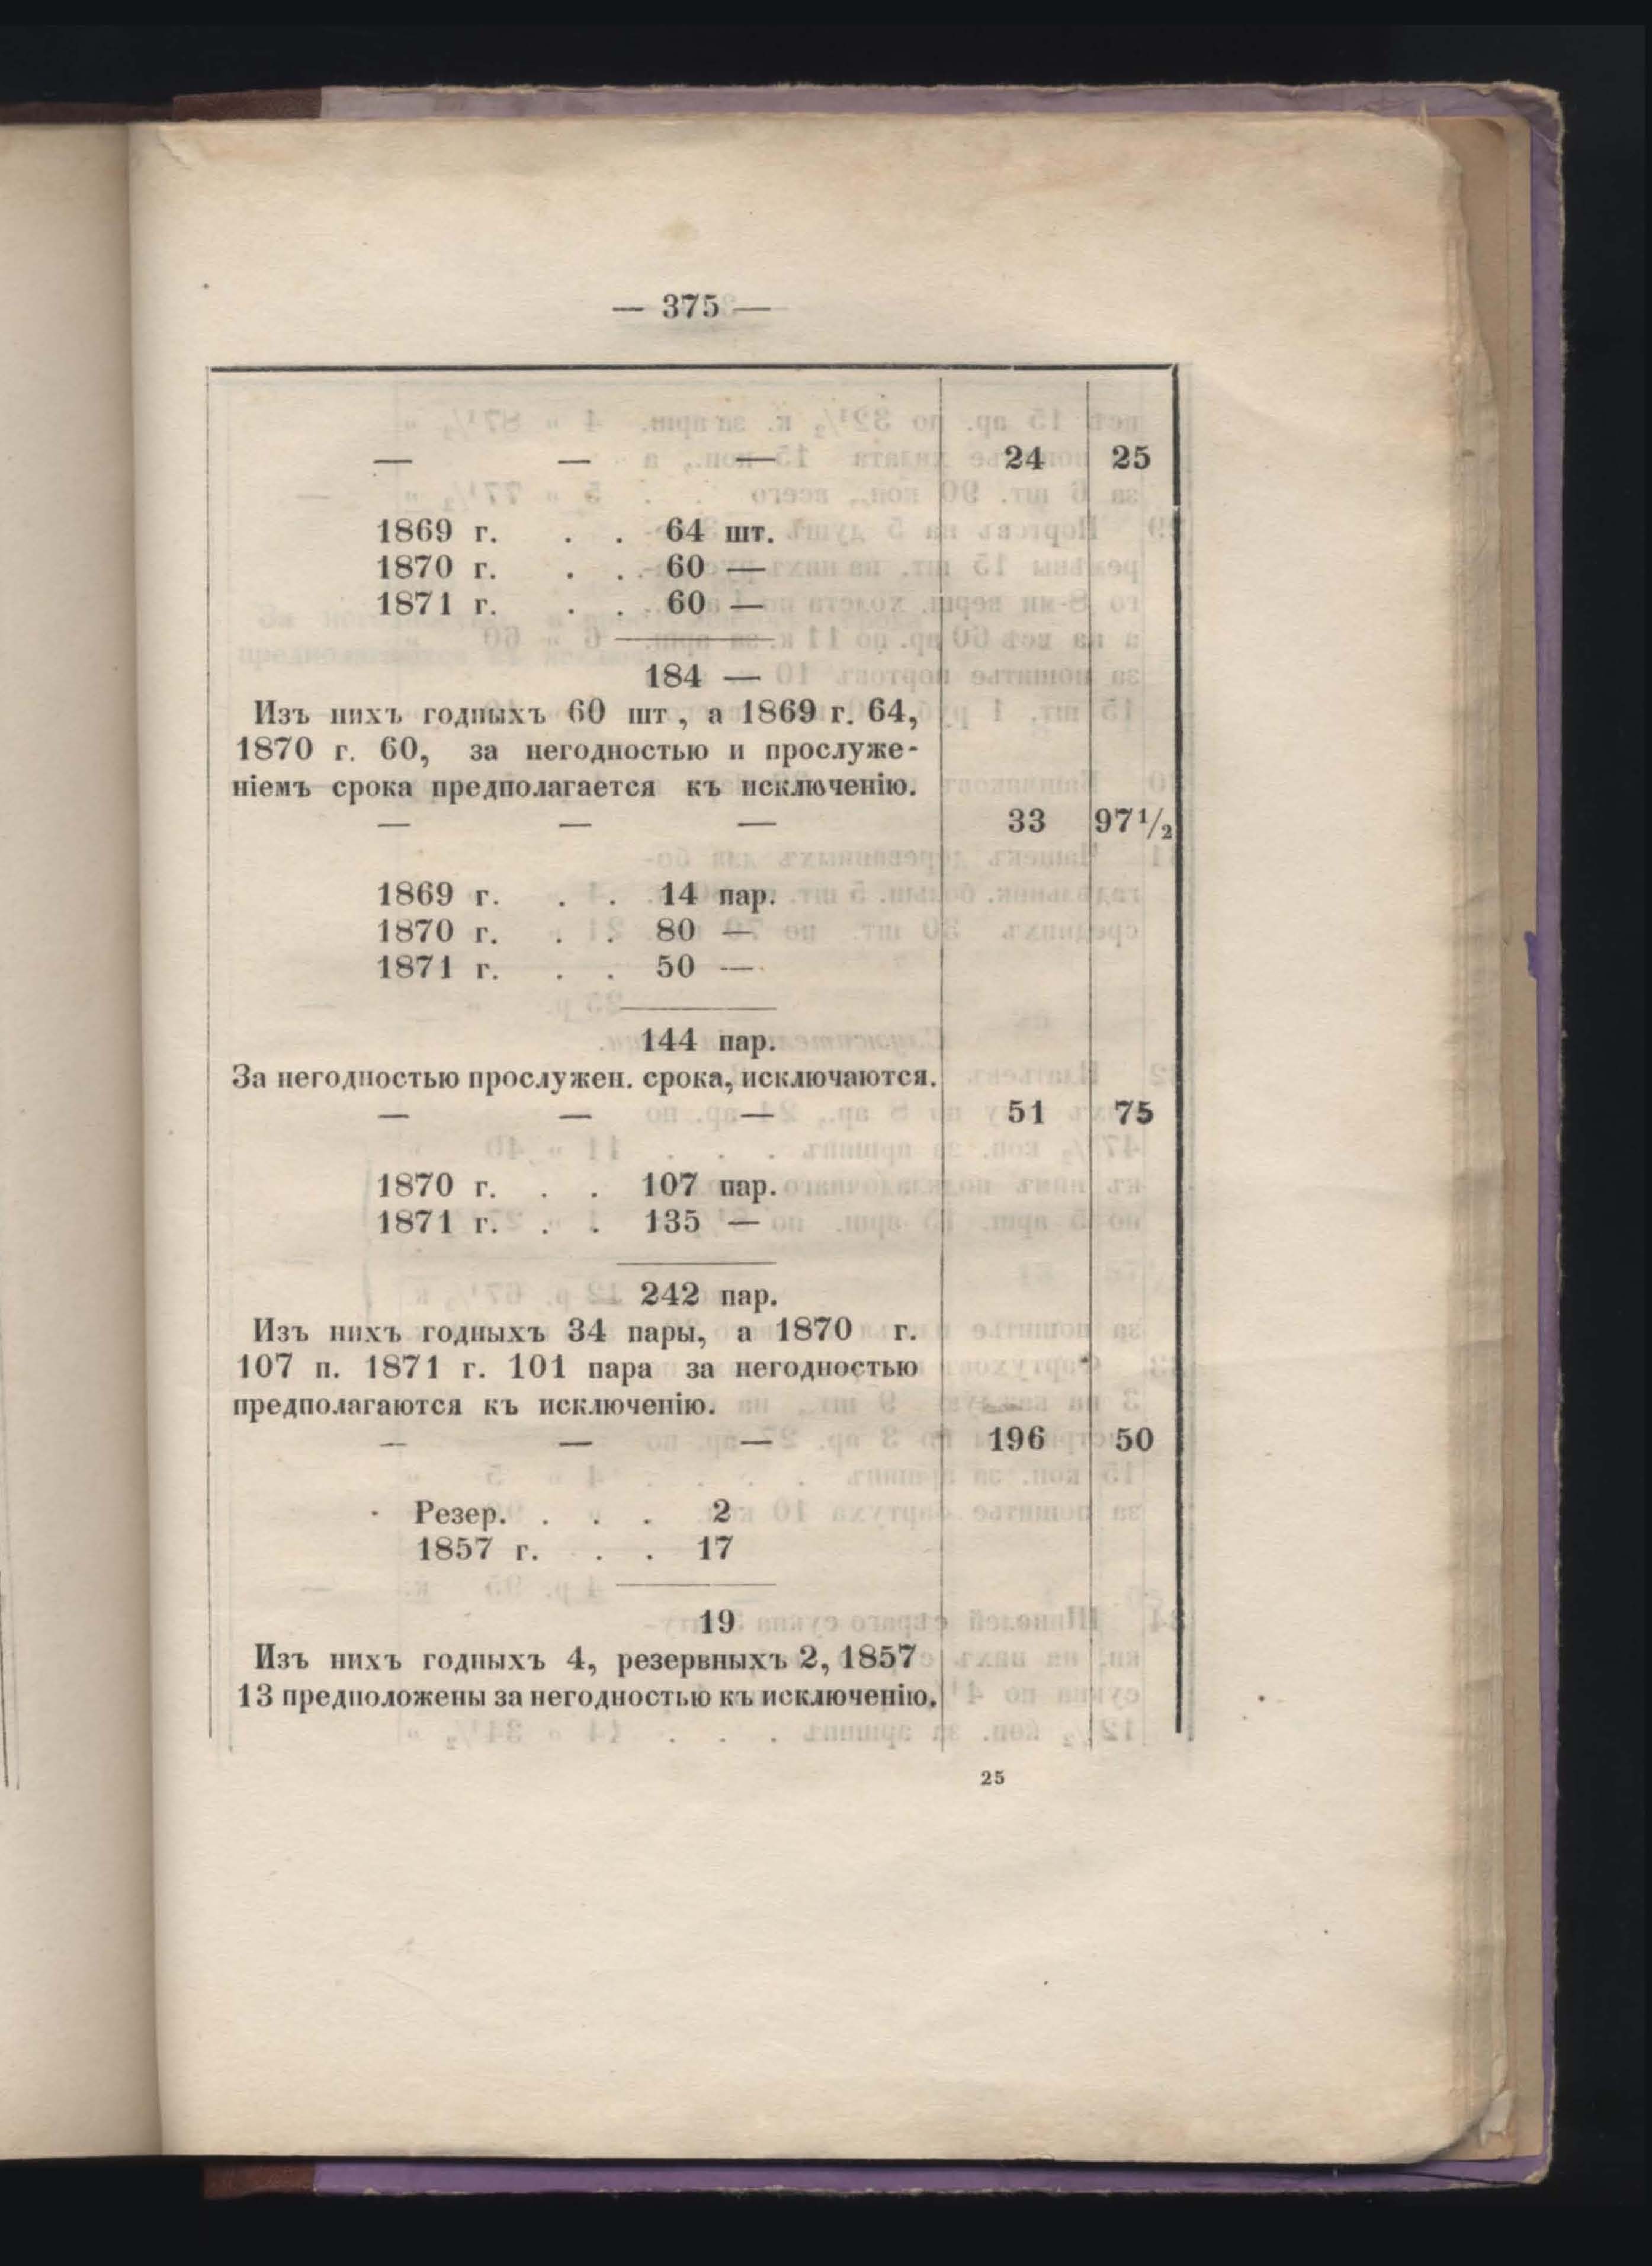 — 375 —
— — — 24 25
1869 г. . . 64 шт.
1870 г. . . 60 —
1871 г. . . 60 —
184 —
Изъ нихъ годныхъ 60 шт, а 1869 г. 64,
1870 г. 60, за негодностью и прослуже-
ніемъ срока предполагается къ исключенію.
— — — 33 97½
1869 г. . . 14 пар.
1870 г. . . 80 —
1871 г. . . 50 —
144 пар.
За негодностью прослужен. срока, исключаются.
— — — 51 75
1870 г. . . 107 пар.
1871 г. . . 135 —
242 пар.
Изъ нихъ годныхъ 34 пары, а 1870 г.
107 п. 1871 г. 101 пара за негодностью
предполагаются къ исключенію.
— — — 196 50
Резер. . . . 2
1857 г. . . 17
19
Изъ нихъ годныхъ 4, резервныхъ 2, 1857
13 предположены за негодностью къ исключенію.
25